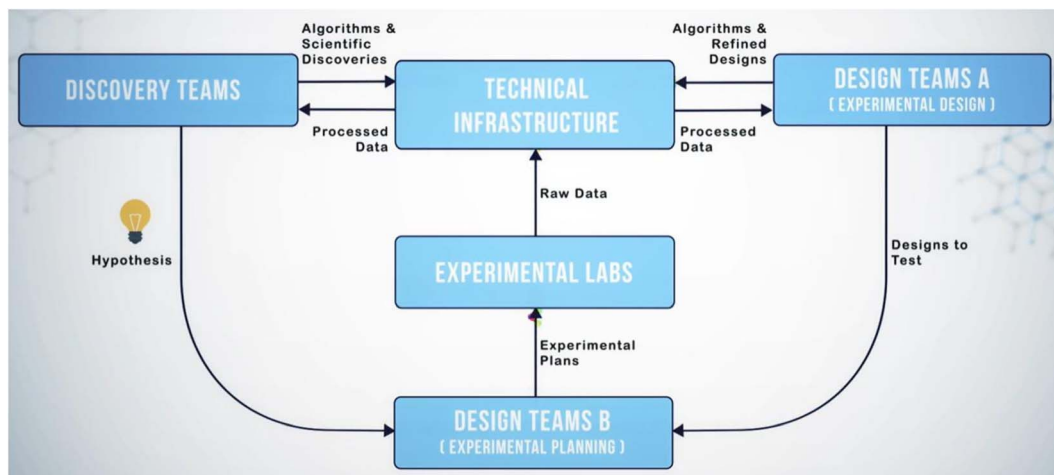 Algorithms &
Scientific
Discoveries
Algorithms &
Refined
Designs
DISCOVERY TEAMS
TECHNICAL
INFRASTRUCTURE
DESIGN TEAMS A
( EXPERIMENTAL DESIGN )
Processed
Data
Processed
Data
Raw Data
Hypothesis
EXPERIMENTAL LABS
Designs to
Test
Experimental
Plans
DESIGN TEAMS B
( EXPERIMENTAL PLANNING )